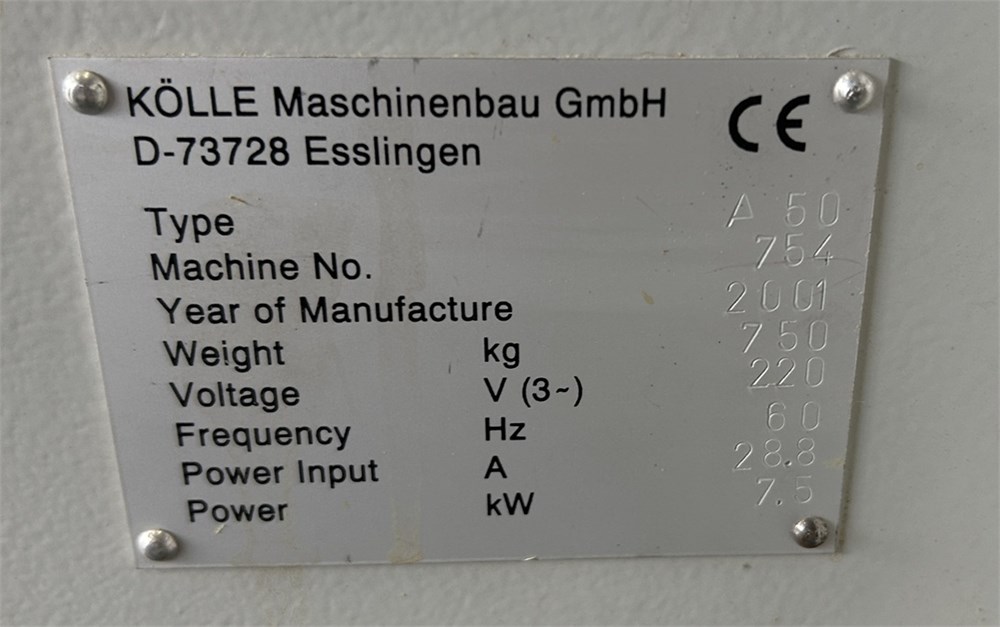 KÖLLE Maschinenbau GmbH CE
D-73728 Esslingen
Type A 50
Machine No. 754
Year of Manufacture 2001
Weight kg 750
Voltage V (3~) 220
Frequency Hz 60
Power Input A 28.8
Power kW 7.5